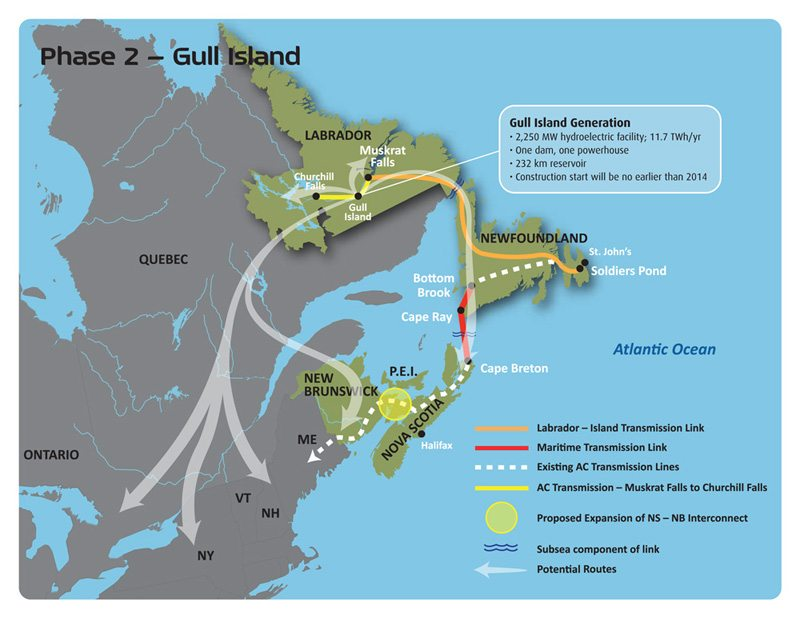 Phase 2 – Gull Island
LABRADOR
Muskrat
Falls
Churchill
Falls
Gull
Island
Gull Island Generation
• 2,250 MW hydroelectric facility; 11.7 TWh/yr
• One dam, one powerhouse
• 232 km reservoir
• Construction start will be no earlier than 2014
QUEBEC
NEWFOUNDLAND
St. John's
Soldiers Pond
Bottom
Brook
Cape Ray
Atlantic Ocean
Cape Breton
P.E.I.
NEW
BRUNSWICK
NOVA SCOTIA
Halifax
ME
ONTARIO
VT
NH
NY
Labrador – Island Transmission Link
Maritime Transmission Link
Existing AC Transmission Lines
AC Transmission – Muskrat Falls to Churchill Falls
Proposed Expansion of NS – NB Interconnect
Subsea component of link
Potential Routes